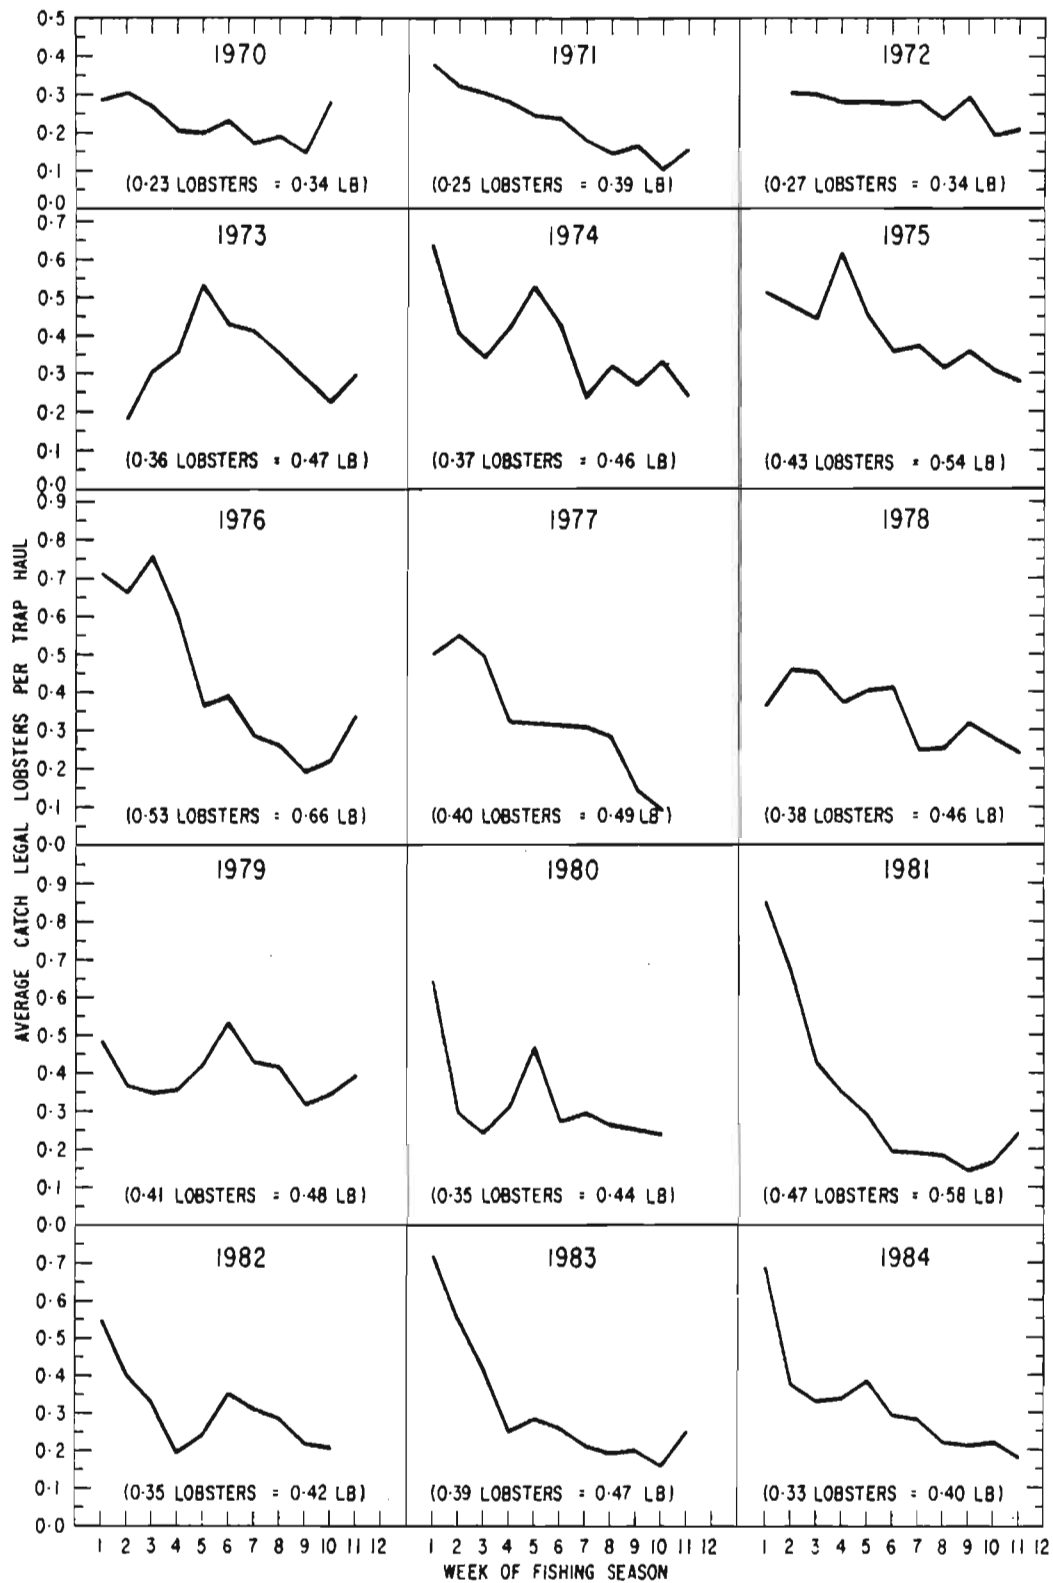 AVERAGE CATCH LEGAL LOBSTERS PER TRAP HAUL
0.5
0.4
0.3
0.2
0.1
0.0
1970
(0.23 LOBSTERS = 0.34 LB)
1971
(0.25 LOBSTERS = 0.39 LB)
1972
(0.27 LOBSTERS = 0.34 LB)
0.7
0.6
0.5
0.4
0.3
0.2
0.1
0.0
1973
(0.36 LOBSTERS = 0.47 LB)
1974
(0.37 LOBSTERS = 0.46 LB)
1975
(0.43 LOBSTERS = 0.54 LB)
0.9
0.8
0.7
0.6
0.5
0.4
0.3
0.2
0.1
0.0
1976
(0.53 LOBSTERS = 0.66 LB)
1977
(0.40 LOBSTERS = 0.49 LB)
1978
(0.38 LOBSTERS = 0.46 LB)
0.9
0.8
0.7
0.6
0.5
0.4
0.3
0.2
0.1
0.0
1979
(0.41 LOBSTERS = 0.48 LB)
1980
(0.35 LOBSTERS = 0.44 LB)
1981
(0.47 LOBSTERS = 0.58 LB)
0.7
0.6
0.5
0.4
0.3
0.2
0.1
0.0
1982
(0.35 LOBSTERS = 0.42 LB)
1983
(0.39 LOBSTERS = 0.47 LB)
1984
(0.33 LOBSTERS = 0.40 LB)
1 2 3 4 5 6 7 8 9 10 11 12
1 2 3 4 5 6 7 8 9 10 11 12
1 2 3 4 5 6 7 8 9 10 11 12
WEEK OF FISHING SEASON